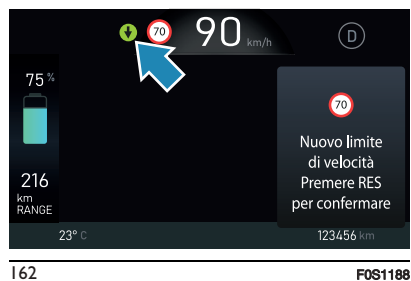 70
90 km/h
D
75 %
216
km
RANGE
70
Nuovo limite
di velocità
Premere RES
per confermare
23° C
123456 km
162
F0S1188